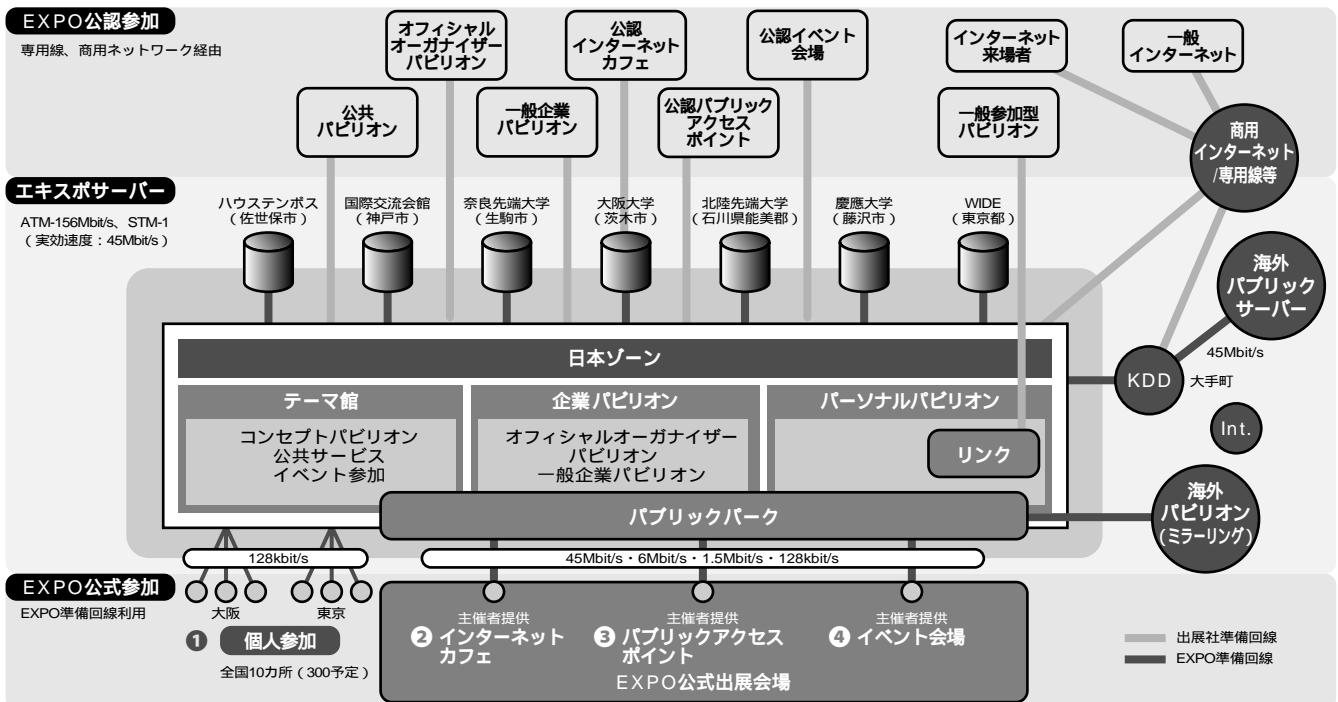 EXPO公認参加
専用線、商用ネットワーク経由
オフィシャル
オーガナイザー
パビリオン
公認
インターネット
カフェ
公認イベント
会場
インターネット
来場者
一般
インターネット
公共
パビリオン
一般企業
パビリオン
公認パブリック
アクセス
ポイント
一般参加型
パビリオン
商用
インターネット
/専用線等
エキスポサーバー
ATM-156Mbit/s、STM-1
（実効速度：45Mbit/s）
ハウステンボス
（佐世保市）
国際交流会館
（神戸市）
奈良先端大学
（生駒市）
大阪大学
（茨木市）
北陸先端大学
（石川県能美郡）
慶應大学
（藤沢市）
WIDE
（東京都）
海外
パブリック
サーバー
45Mbit/s
KDD
大手町
Int.
海外
パビリオン
（ミラーリング）
日本ゾーン
テーマ館
コンセプトパビリオン
公共サービス
イベント参加
企業パビリオン
オフィシャルオーガナイザー
パビリオン
一般企業パビリオン
パーソナルパビリオン
リンク
パブリックパーク
128kbit/s
45Mbit/s・6Mbit/s・1.5Mbit・128kbit/s
EXPO公式参加
EXPO準備回線利用
大阪
東京
❶ 個人参加
全国10カ所（300予定）
主催者提供
❷ インターネット
カフェ
主催者提供
❸ パブリックアクセス
ポイント
主催者提供
❹ イベント会場
EXPO公式出展会場
出展社準備回線
EXPO準備回線